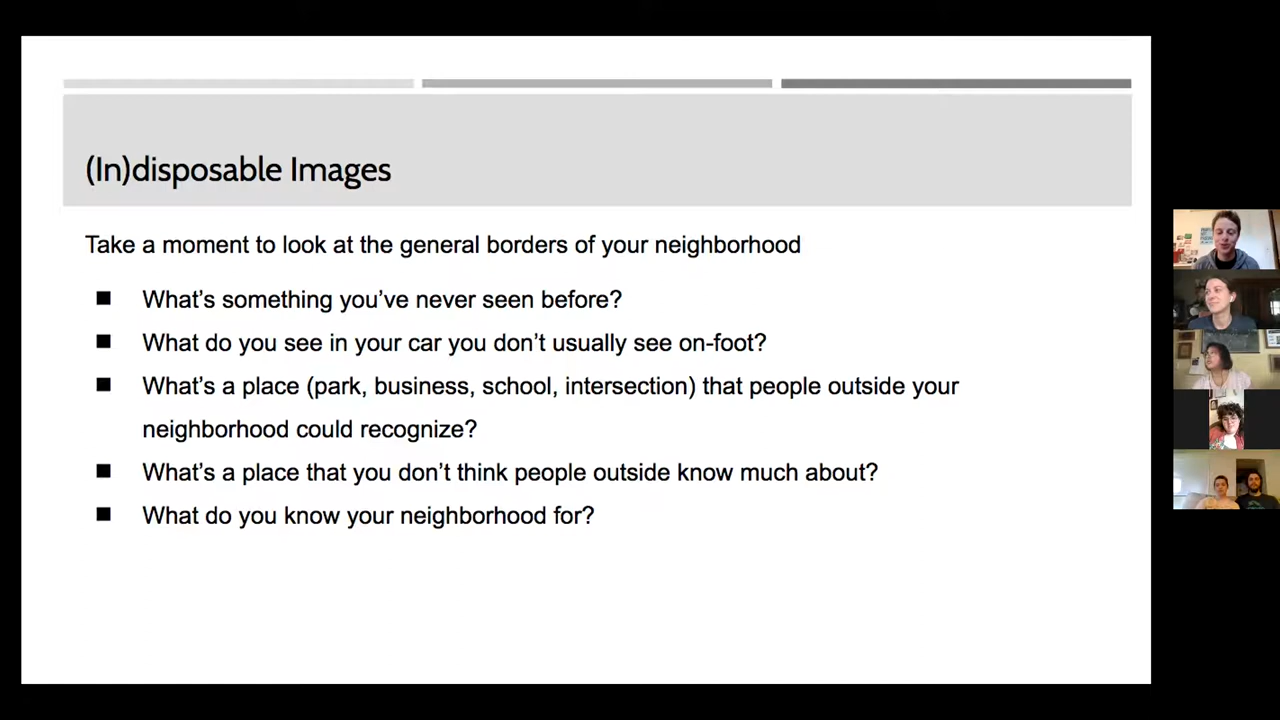 (In)disposable Images
Take a moment to look at the general borders of your neighborhood
■ What's something you've never seen before?
■ What do you see in your car you don't usually see on-foot?
■ What's a place (park, business, school, intersection) that people outside your
neighborhood could recognize?
■ What's a place that you don't think people outside know much about?
■ What do you know your neighborhood for?